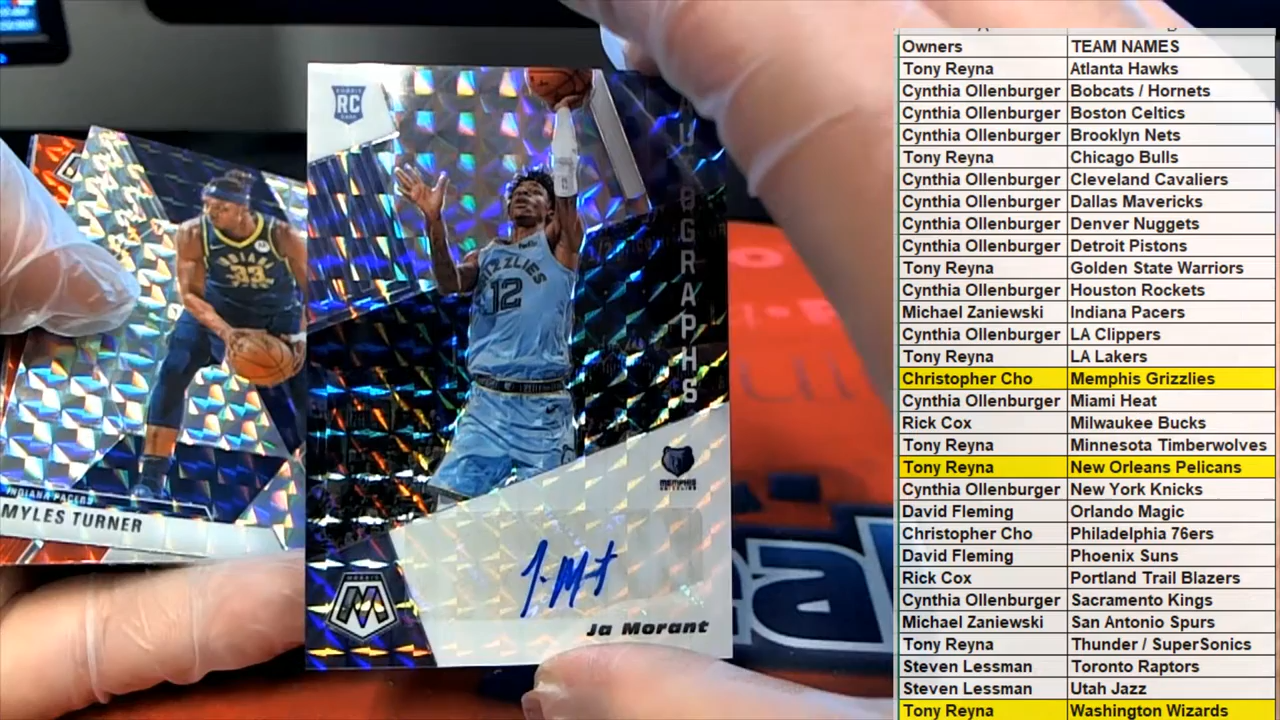 RC
AUTOGRAPHS
GRIZZLIES
12
MEMPHIS
GRIZZLIES
MOSAIC
Ja Morant
INDIANA
33
INDIANA PACERS
MYLES TURNER
Owners TEAM NAMES
Tony Reyna Atlanta Hawks
Cynthia Ollenburger Bobcats / Hornets
Cynthia Ollenburger Boston Celtics
Cynthia Ollenburger Brooklyn Nets
Tony Reyna Chicago Bulls
Cynthia Ollenburger Cleveland Cavaliers
Cynthia Ollenburger Dallas Mavericks
Cynthia Ollenburger Denver Nuggets
Cynthia Ollenburger Detroit Pistons
Tony Reyna Golden State Warriors
Cynthia Ollenburger Houston Rockets
Michael Zaniewski Indiana Pacers
Cynthia Ollenburger LA Clippers
Tony Reyna LA Lakers
Christopher Cho Memphis Grizzlies
Cynthia Ollenburger Miami Heat
Rick Cox Milwaukee Bucks
Tony Reyna Minnesota Timberwolves
Tony Reyna New Orleans Pelicans
Cynthia Ollenburger New York Knicks
David Fleming Orlando Magic
Christopher Cho Philadelphia 76ers
David Fleming Phoenix Suns
Rick Cox Portland Trail Blazers
Cynthia Ollenburger Sacramento Kings
Michael Zaniewski San Antonio Spurs
Tony Reyna Thunder / SuperSonics
Steven Lessman Toronto Raptors
Steven Lessman Utah Jazz
Tony Reyna Washington Wizards